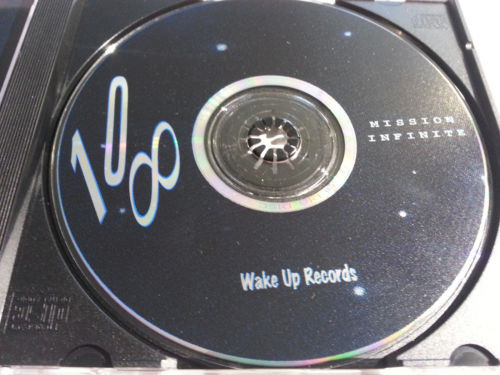 108
MISSION
INFINITE
Wake Up Records